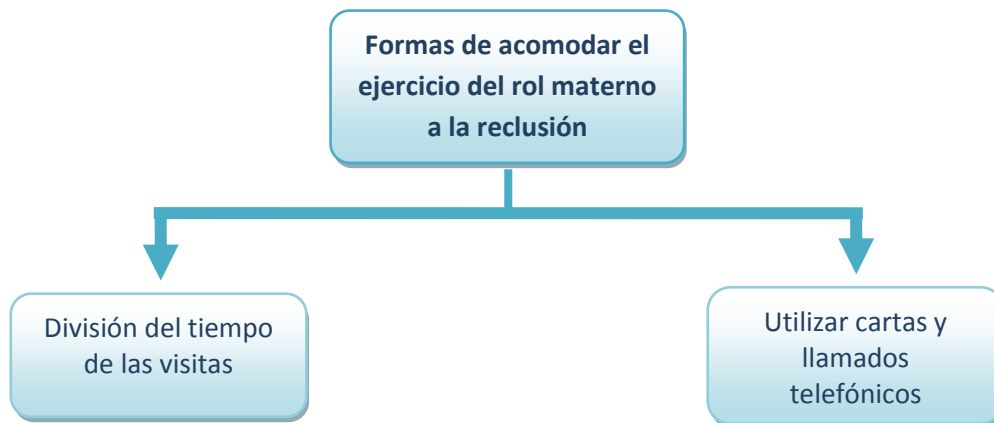 Formas de acomodar el
ejercicio del rol materno
a la reclusión
División del tiempo
de las visitas
Utilizar cartas y
llamados
telefónicos